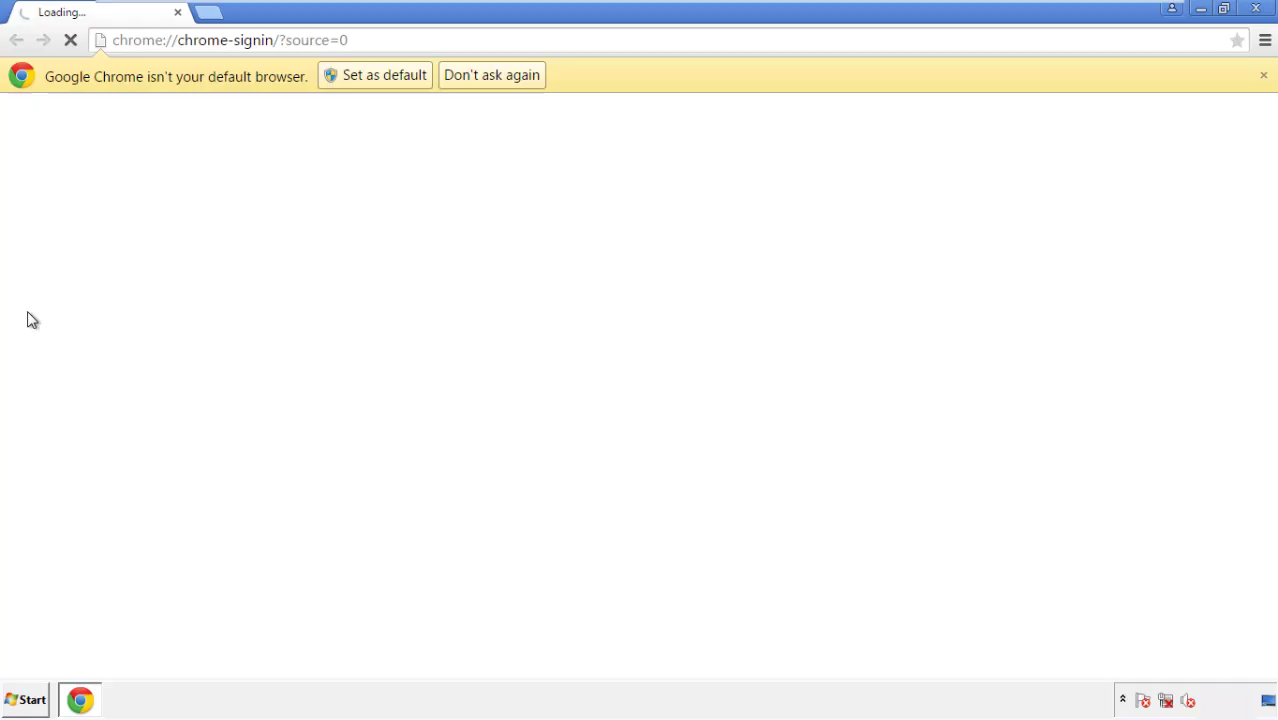 Loading...
chrome://chrome-signin/?source=0
Google Chrome isn't your default browser. Set as default Don't ask again
Start